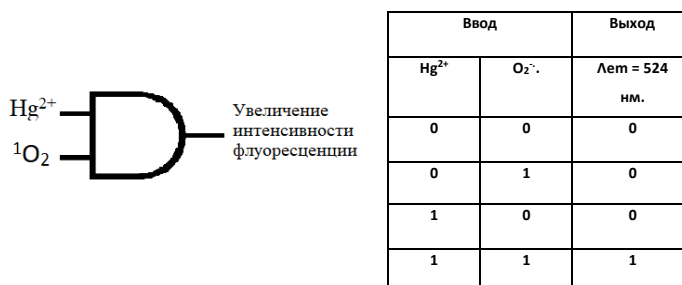 Hg²⁺
¹O₂
Увеличение
интенсивности
флуоресценции
Ввод Выход
Hg²⁺ O₂⁻·. Λem = 524
нм.
0 0 0
0 1 0
1 0 0
1 1 1